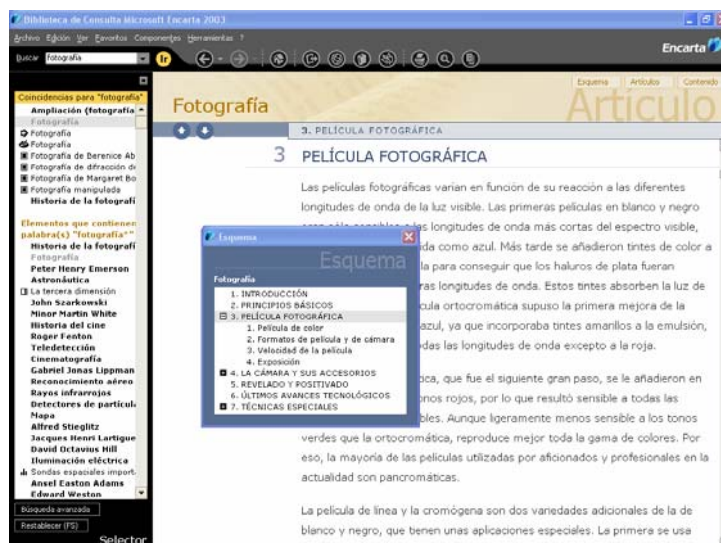 Biblioteca de Consulta Microsoft Encarta 2003
Archivo Edición Ver Favoritos Componentes Herramientas ?
Buscar fotografía Ir
Encarta
Coincidencias para "fotografía"
Ampliación (fotografía
Fotografía
Fotografía
Fotografía
Fotografía de Berenice Ab
Fotografía de difracción de
Fotografía de Margaret Bo
Fotografía manipulada
Historia de la fotografí
Elementos que contienen
palabra(s) "fotografía*"
Historia de la fotografí
Fotografía
Peter Henry Emerson
Astronáutica
La tercera dimensión
John Szarkowski
Minor Martin White
Historia del cine
Roger Fenton
Teledetección
Cinematografía
Gabriel Jonas Lippman
Reconocimiento aéreo
Rayos infrarrojos
Detectores de partícula
Mapa
Alfred Stieglitz
Jacques Henri Lartigue
David Octavius Hill
Iluminación eléctrica
Sondas espaciales import
Ansel Easton Adams
Edward Weston
Búsqueda avanzada
Restablecer (F5)
Selector
Esquema Artículos Contenido
Artículo
Fotografía
3. PELÍCULA FOTOGRÁFICA
3 PELÍCULA FOTOGRÁFICA
Las películas fotográficas varían en función de su reacción a las diferentes
longitudes de onda de la luz visible. Las primeras películas en blanco y negro
longitudes de onda más cortas del espectro visible,
ida como azul. Más tarde se añadieron tintes de color a
la para conseguir que los haluros de plata fueran
ras longitudes de onda. Estos tintes absorben la luz de
cula ortocromática supuso la primera mejora de la
azul, ya que incorporaba tintes amarillos a la emulsión,
odas las longitudes de onda excepto a la roja.
ica, que fue el siguiente gran paso, se le añadieron en
onos rojos, por lo que resultó sensible a todas las
bles. Aunque ligeramente menos sensible a los tonos
verdes que la ortocromática, reproduce mejor toda la gama de colores. Por
eso, la mayoría de las películas utilizadas por aficionados y profesionales en la
actualidad son pancromáticas.
La película de línea y la cromógena son dos variedades adicionales de la de
blanco y negro, que tienen unas aplicaciones especiales. La primera se usa
Esquema
Esquema
Fotografía
1. INTRODUCCIÓN
2. PRINCIPIOS BÁSICOS
3. PELÍCULA FOTOGRÁFICA
1. Película de color
2. Formatos de película y de cámara
3. Velocidad de la película
4. Exposición
4. LA CÁMARA Y SUS ACCESORIOS
5. REVELADO Y POSITIVADO
6. ÚLTIMOS AVANCES TECNOLÓGICOS
7. TÉCNICAS ESPECIALES